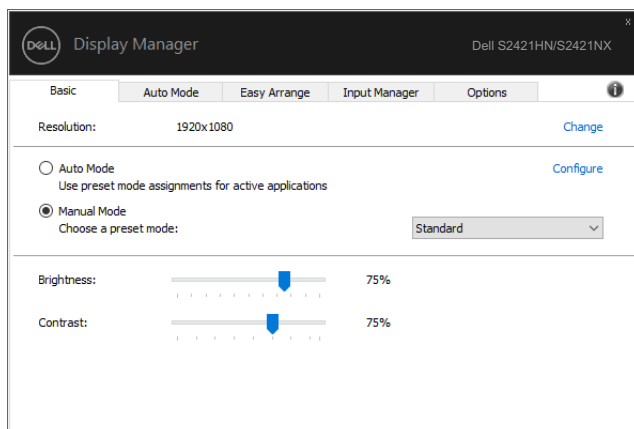 DELL Display Manager Dell S2421HN/S2421NX
Basic Auto Mode Easy Arrange Input Manager Options
Resolution: 1920x1080 Change
Auto Mode Configure
Use preset mode assignments for active applications
Manual Mode
Choose a preset mode: Standard
Brightness: 75%
Contrast: 75%